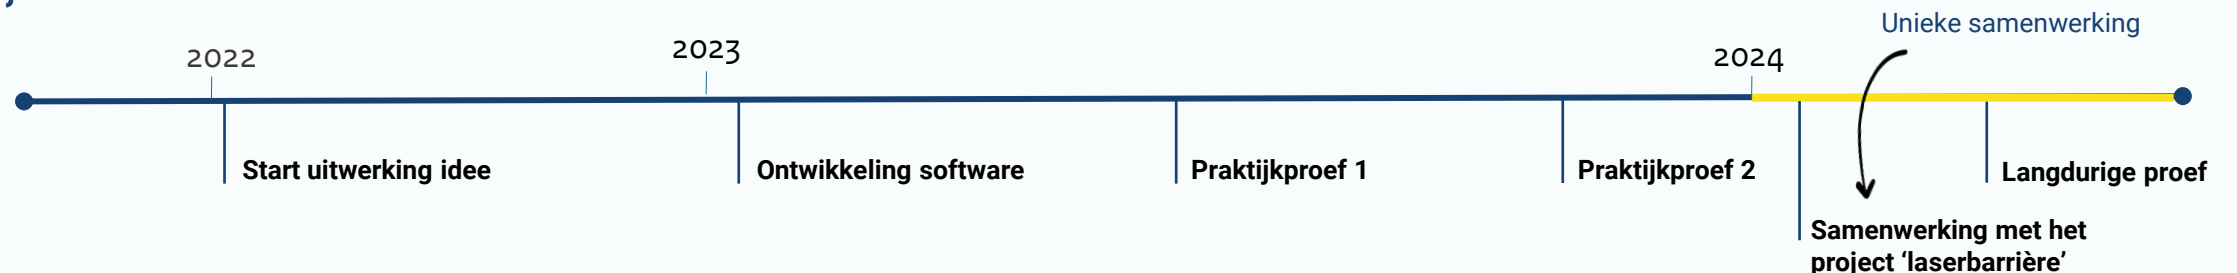 Unieke samenwerking
2022
2023
2024
Start uitwerking idee
Ontwikkeling software
Praktijkproef 1
Praktijkproef 2
Langdurige proef
Samenwerking met het
project ‘laserbarrière’